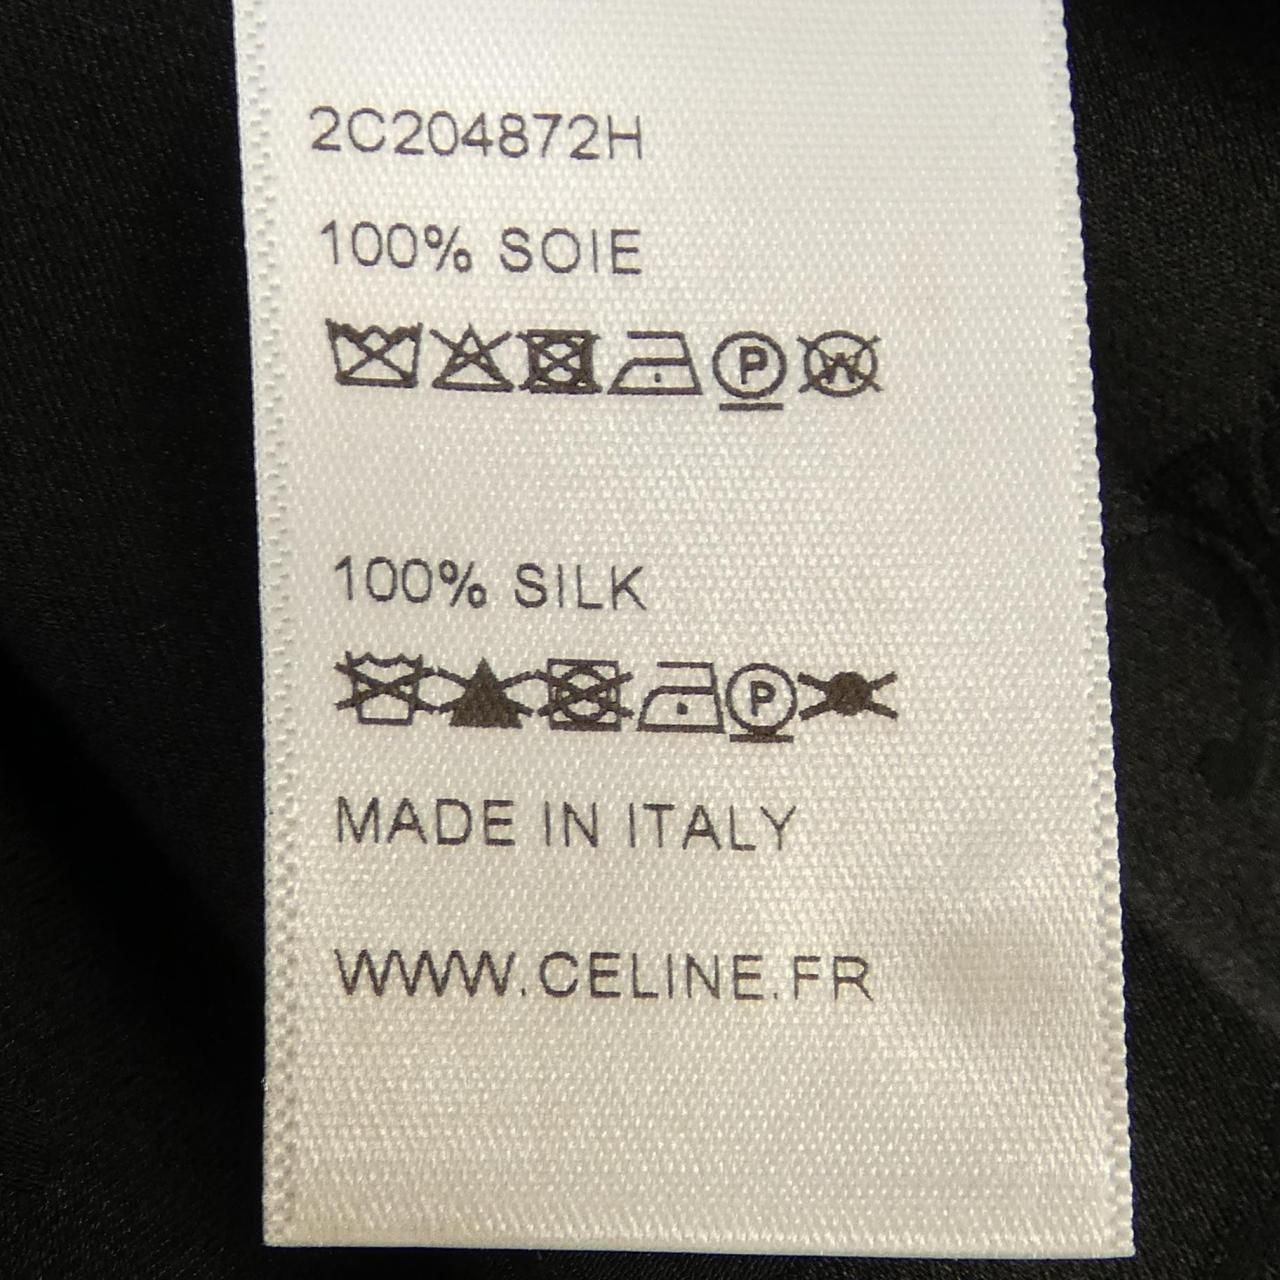 2C204872H
100% SOIE
P W
100% SILK
P
MADE IN ITALY
WWW.CELINE.FR